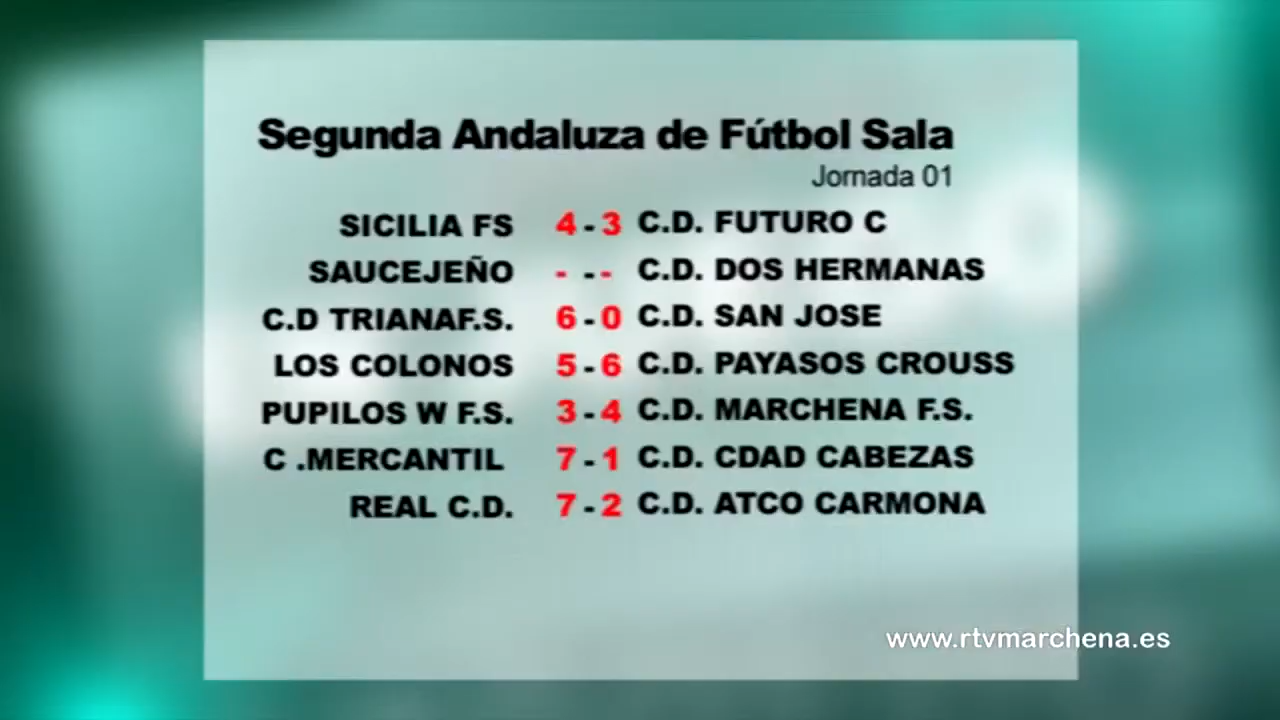 Segunda Andaluza de Fútbol Sala
Jornada 01
SICILIA FS 4 - 3 C.D. FUTURO C
SAUCEJEÑO - - - C.D. DOS HERMANAS
C.D TRIANAF.S. 6 - 0 C.D. SAN JOSE
LOS COLONOS 5 - 6 C.D. PAYASOS CROUSS
PUPILOS W F.S. 3 - 4 C.D. MARCHENA F.S.
C .MERCANTIL 7 - 1 C.D. CDAD CABEZAS
REAL C.D. 7 - 2 C.D. ATCO CARMONA
www.rtvmarchena.es